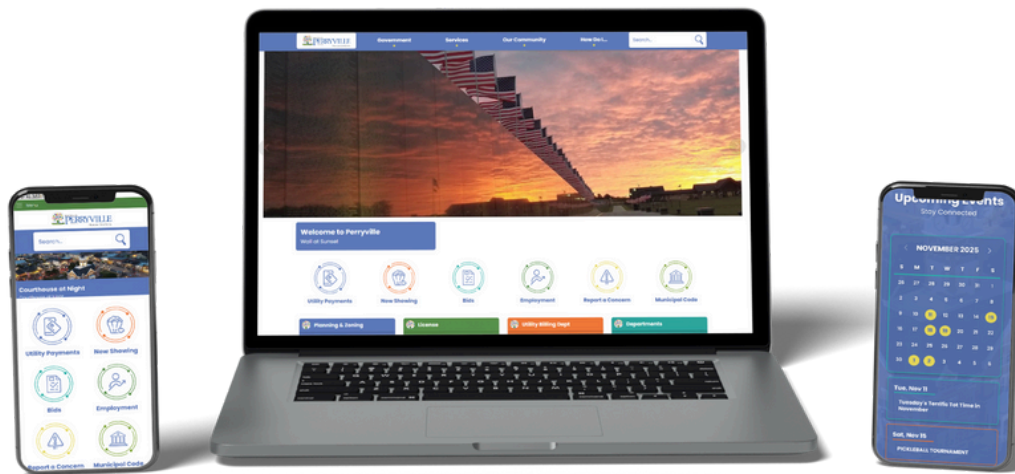 PERRYVILLE
Government
Services
Our Community
How Do I...
Search...
Welcome to Perryville
Wall at Sunset
Utility Payments
Now Showing
Bids
Employment
Report a Concern
Municipal Code
Planning & Zoning
License
Utility Billing Dept
Departments
Menu
PERRYVILLE
Search...
Courthouse at Night
Utility Payments
Now Showing
Bids
Employment
Report a Concern
Municipal Code
Upcoming Events
Stay Connected
NOVEMBER 2025
S M T W T F S
26 27 28 29 30 31 1
2 3 4 5 6 7 8
9 10 11 12 13 14 15
16 17 18 19 20 21 22
23 24 25 26 27 28 29
30 1 2 3 4 5 6
Tue, Nov 11
Tuesday's Terrific Tot Time in
November
Sat, Nov 15
PICKLEBALL TOURNAMENT